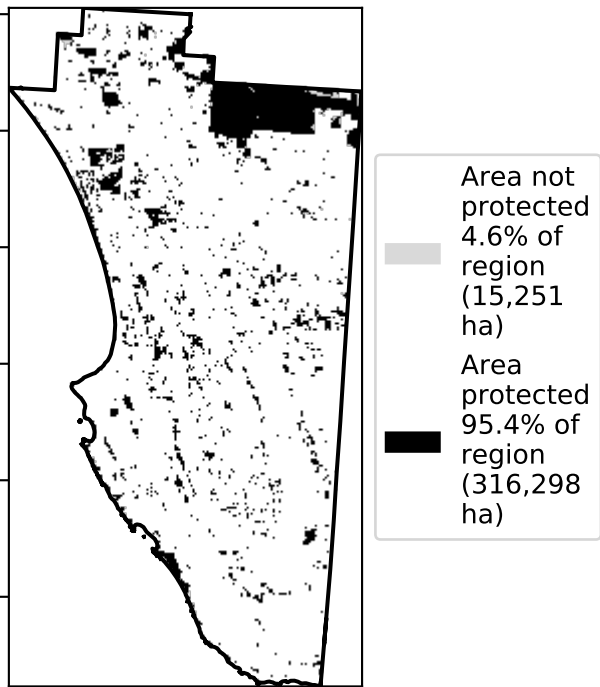 Area not
protected
4.6% of
region
(15,251
ha)
Area
protected
95.4% of
region
(316,298
ha)